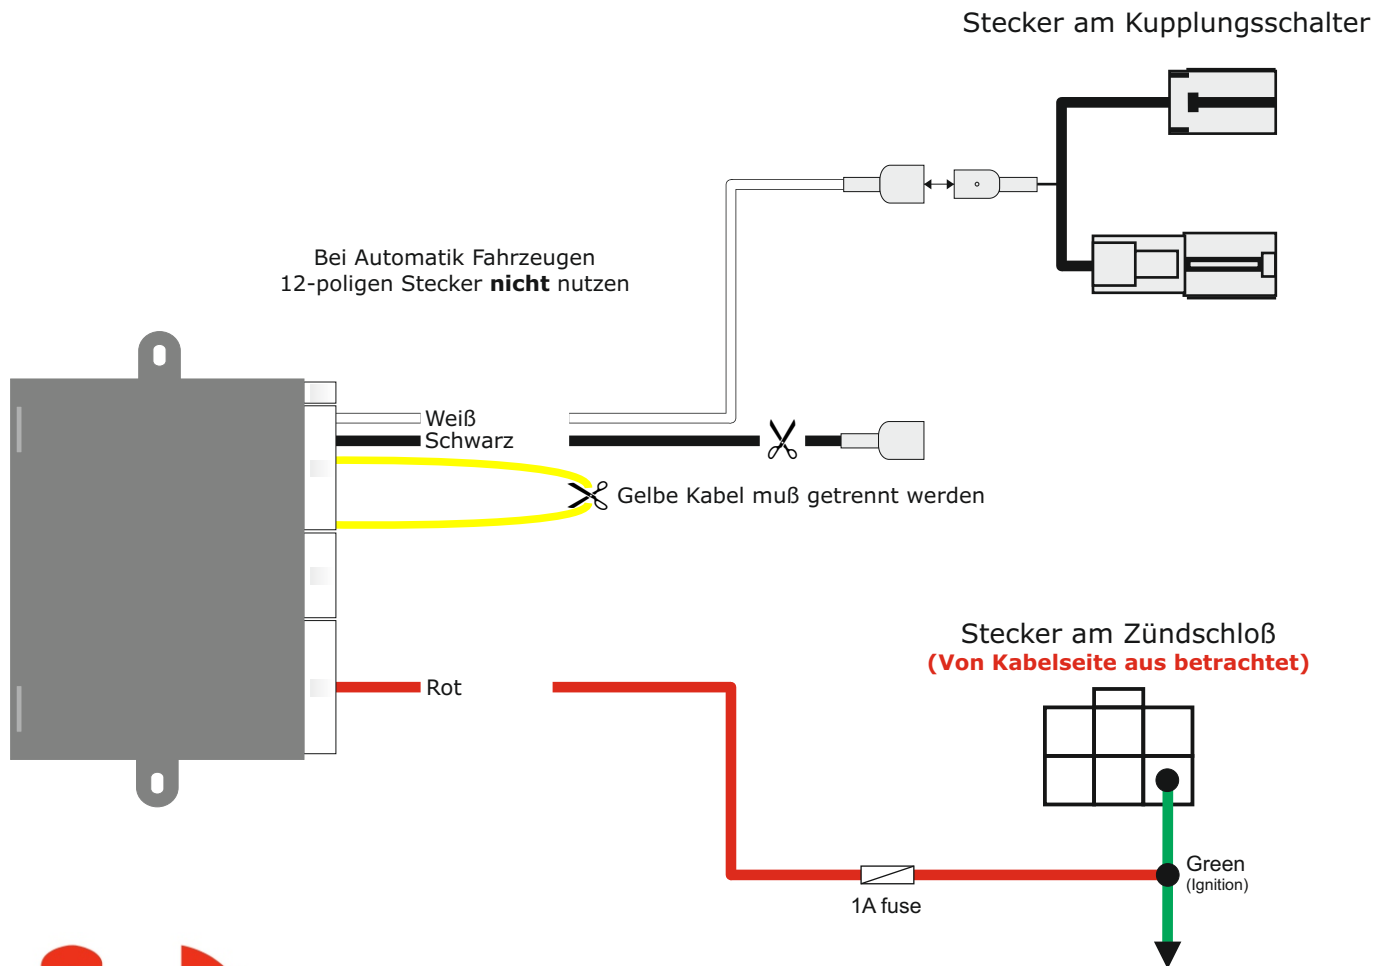 Stecker am Kupplungsschalter
Bei Automatik Fahrzeugen
12-poligen Stecker nicht nutzen
Weiß
Schwarz
Gelbe Kabel muß getrennt werden
Stecker am Zündschloß
(Von Kabelseite aus betrachtet)
Rot
Green
(Ignition)
1A fuse